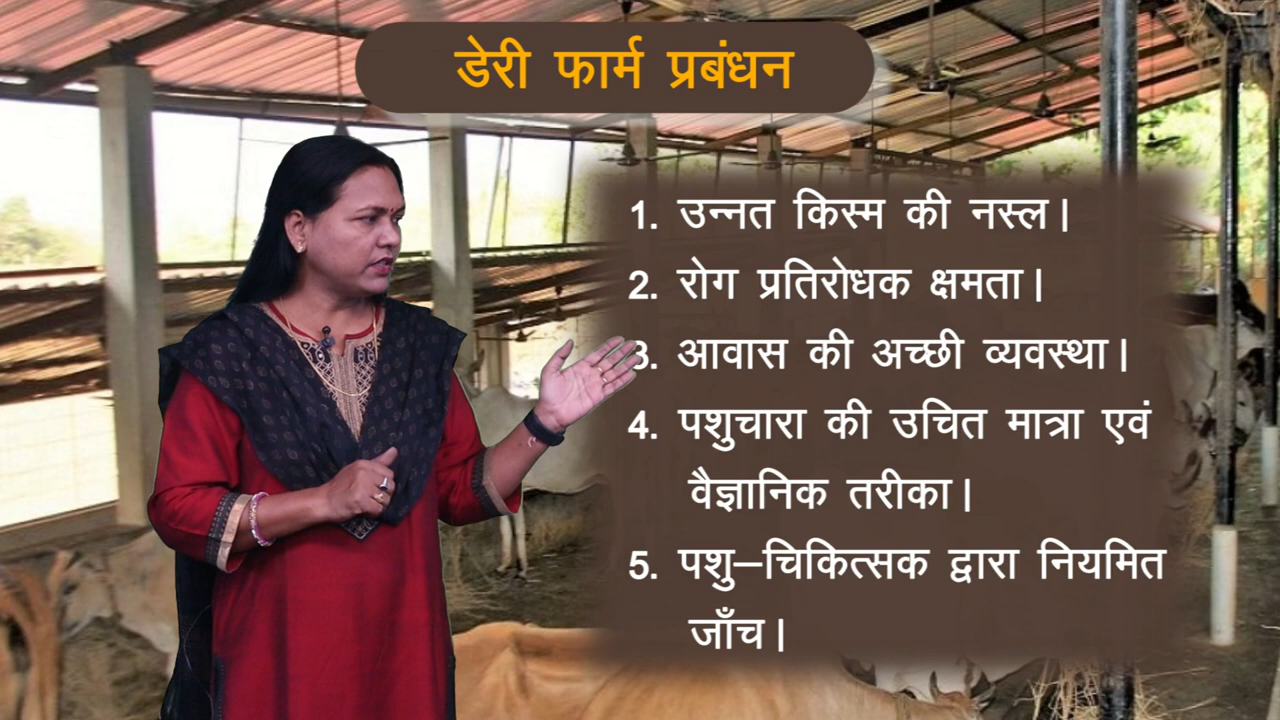 डेरी फार्म प्रबंधन
1. उन्नत किस्म की नस्ल।
2. रोग प्रतिरोधक क्षमता।
3. आवास की अच्छी व्यवस्था।
4. पशुचारा की उचित मात्रा एवं
वैज्ञानिक तरीका।
5. पशु–चिकित्सक द्वारा नियमित
जाँच।